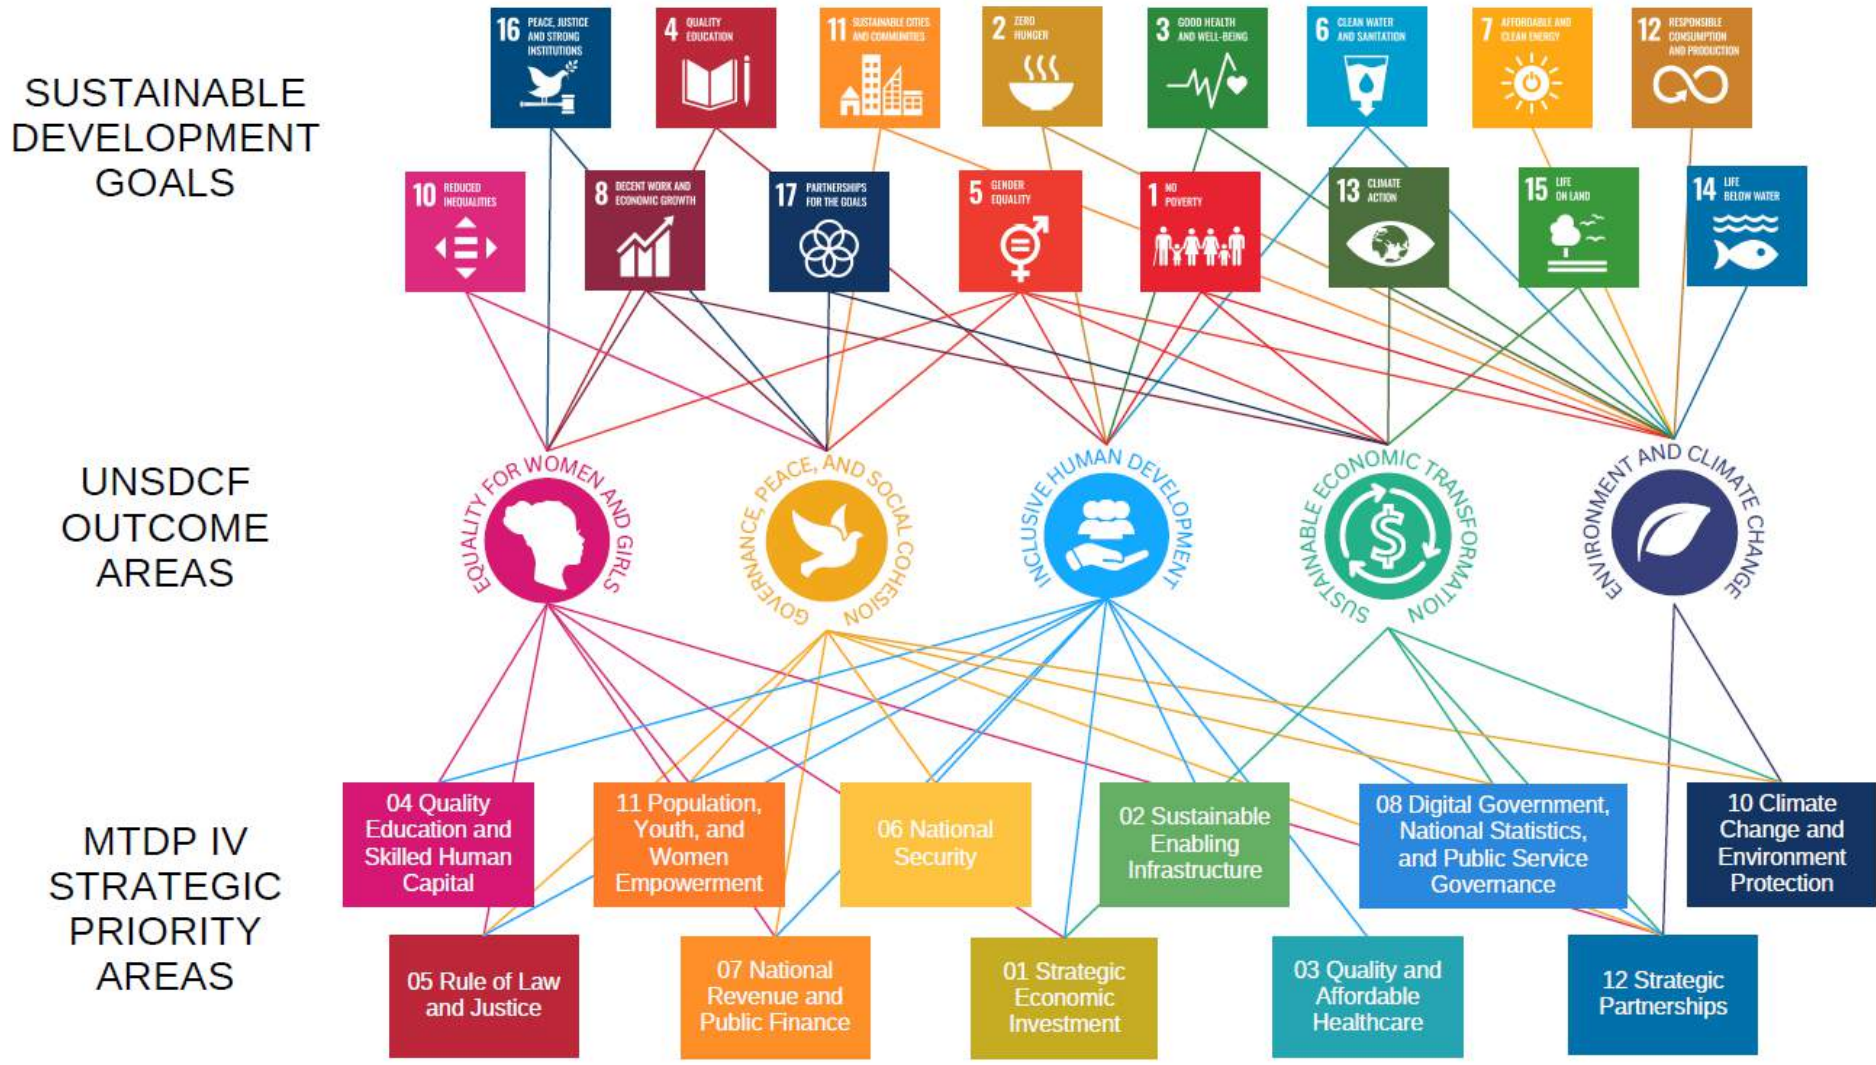 SUSTAINABLE
DEVELOPMENT
GOALS
16 PEACE, JUSTICE
AND STRONG
INSTITUTIONS
4 QUALITY
EDUCATION
11 SUSTAINABLE CITIES
AND COMMUNITIES
2 ZERO
HUNGER
3 GOOD HEALTH
AND WELL-BEING
6 CLEAN WATER
AND SANITATION
7 AFFORDABLE AND
CLEAN ENERGY
12 RESPONSIBLE
CONSUMPTION
AND PRODUCTION
10 REDUCED
INEQUALITIES
8 DECENT WORK AND
ECONOMIC GROWTH
17 PARTNERSHIPS
FOR THE GOALS
5 GENDER
EQUALITY
1 NO
POVERTY
13 CLIMATE
ACTION
15 LIFE
ON LAND
14 LIFE
BELOW WATER
UNSDCF
OUTCOME
AREAS
EQUALITY FOR WOMEN AND GIRLS
GOVERNANCE, PEACE, AND SOCIAL COHESION
INCLUSIVE HUMAN DEVELOPMENT
SUSTAINABLE ECONOMIC TRANSFORMATION
$
ENVIRONMENT AND CLIMATE CHANGE
MTDP IV
STRATEGIC
PRIORITY
AREAS
04 Quality
Education and
Skilled Human
Capital
11 Population,
Youth, and
Women
Empowerment
06 National
Security
02 Sustainable
Enabling
Infrastructure
08 Digital Government,
National Statistics,
and Public Service
Governance
10 Climate
Change and
Environment
Protection
05 Rule of Law
and Justice
07 National
Revenue and
Public Finance
01 Strategic
Economic
Investment
03 Quality and
Affordable
Healthcare
12 Strategic
Partnerships